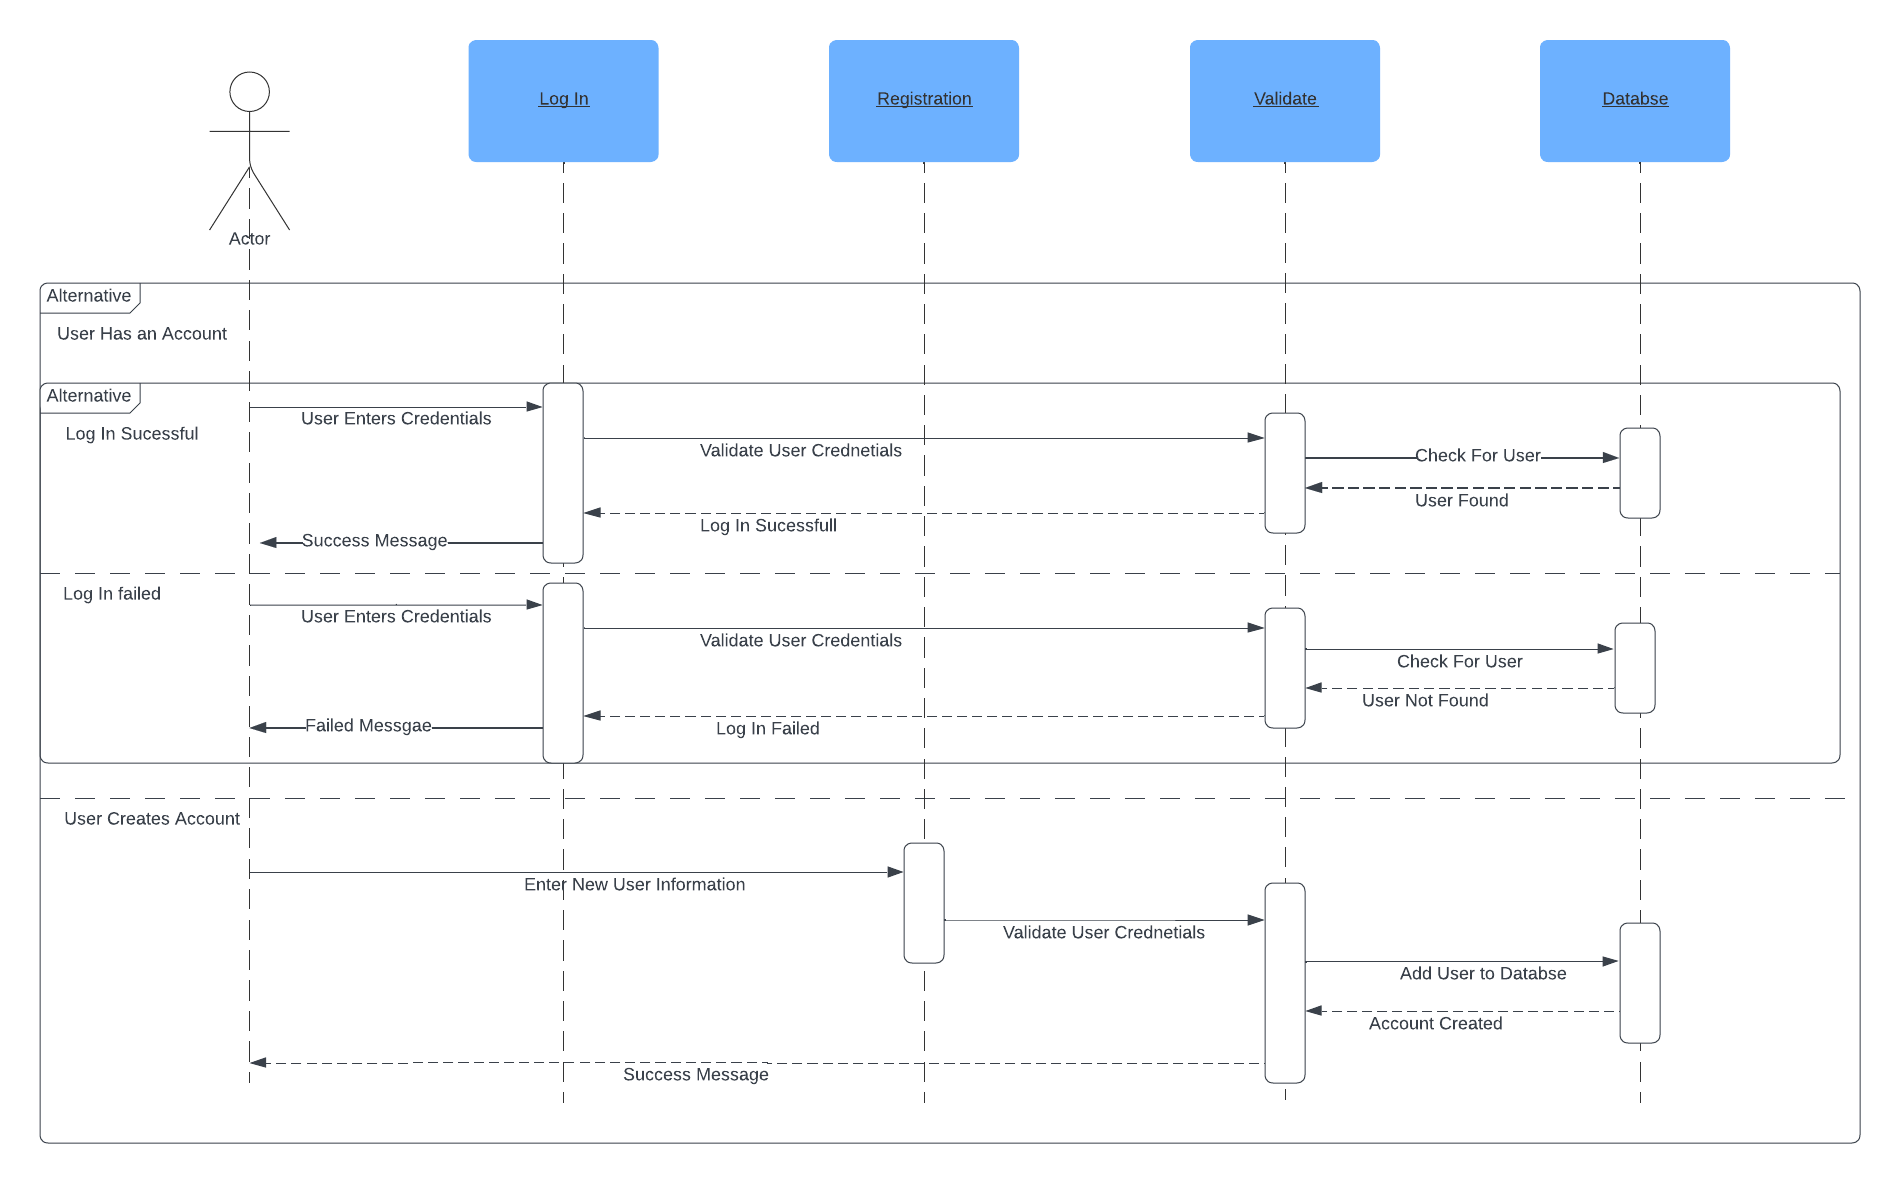 Log In
Registration
Validate
Databse
Actor
Alternative
User Has an Account
Alternative
User Enters Credentials
Log In Sucessful
Validate User Crednetials
Check For User
User Found
Log In Sucessfull
Success Message
Log In failed
User Enters Credentials
Validate User Credentials
Check For User
User Not Found
Failed Messgae
Log In Failed
User Creates Account
Enter New User Information
Validate User Crednetials
Add User to Databse
Account Created
Success Message